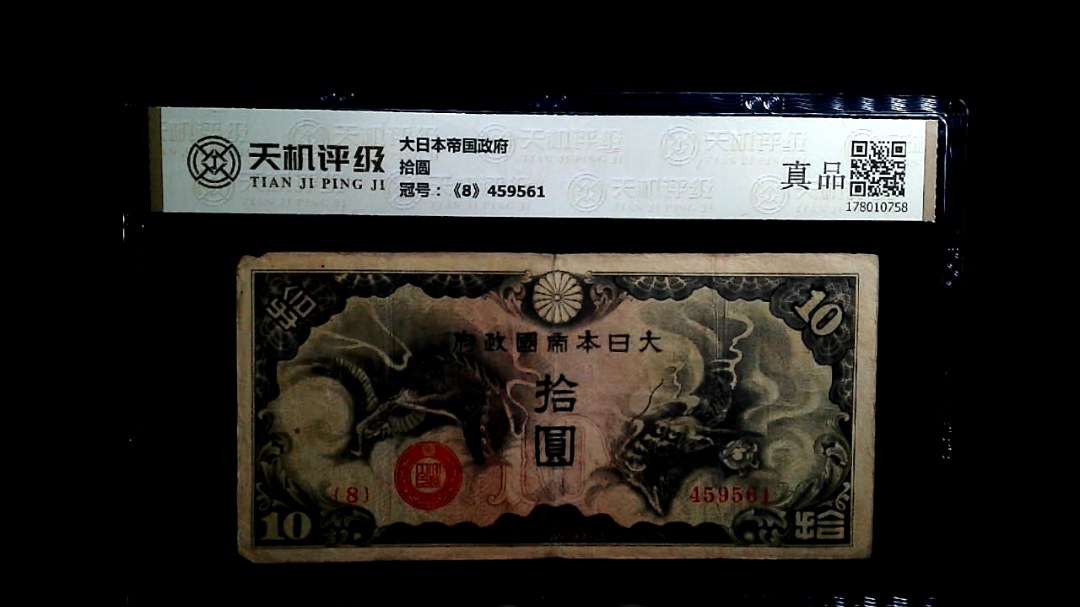 天机评级
TIAN JI PING JI
大日本帝国政府
拾圆
冠号：《8》459561
真品
178010758
拾
10
府政國帝本日大
拾
圓
{8}
459561
10
拾